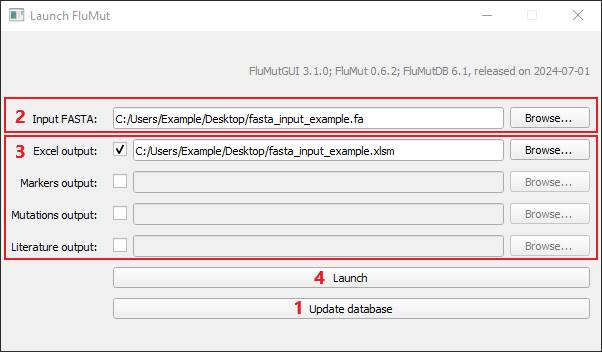 Launch FluMut
FluMutGUI 3.1.0; FluMut 0.6.2; FluMutDB 6.1, released on 2024-07-01
2 Input FASTA: C:/Users/Example/Desktop/fasta_input_example.fa Browse...
3 Excel output: C:/Users/Example/Desktop/fasta_input_example.xlsm Browse...
Markers output: Browse...
Mutations output: Browse...
Literature output: Browse...
4 Launch
1 Update database